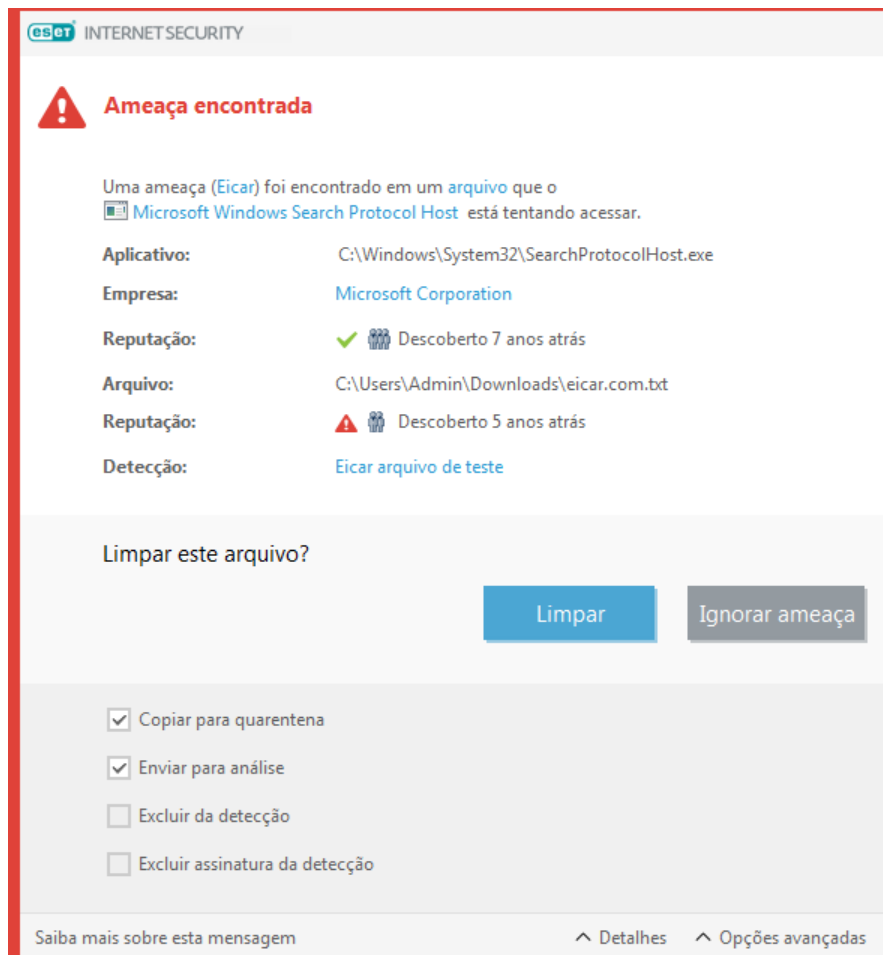 eset INTERNET SECURITY
Ameaça encontrada
Uma ameaça (Eicar) foi encontrado em um arquivo que o
Microsoft Windows Search Protocol Host está tentando acessar.
Aplicativo: C:\Windows\System32\SearchProtocolHost.exe
Empresa: Microsoft Corporation
Reputação: Descoberto 7 anos atrás
Arquivo: C:\Users\Admin\Downloads\eicar.com.txt
Reputação: Descoberto 5 anos atrás
Detecção: Eicar arquivo de teste
Limpar este arquivo?
Limpar Ignorar ameaça
Copiar para quarentena
Enviar para análise
Excluir da detecção
Excluir assinatura da detecção
Saiba mais sobre esta mensagem Detalhes Opções avançadas